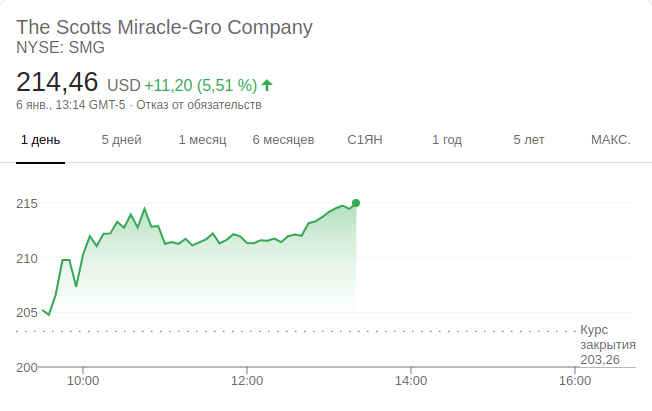 The Scotts Miracle-Gro Company
NYSE: SMG
214,46 USD +11,20 (5,51 %)
6 янв., 13:14 GMT-5 · Отказ от обязательств
1 день 5 дней 1 месяц 6 месяцев С1ЯН 1 год 5 лет МАКС.
215
210
205
Курс
закрытия
203,26
200
10:00 12:00 14:00 16:00